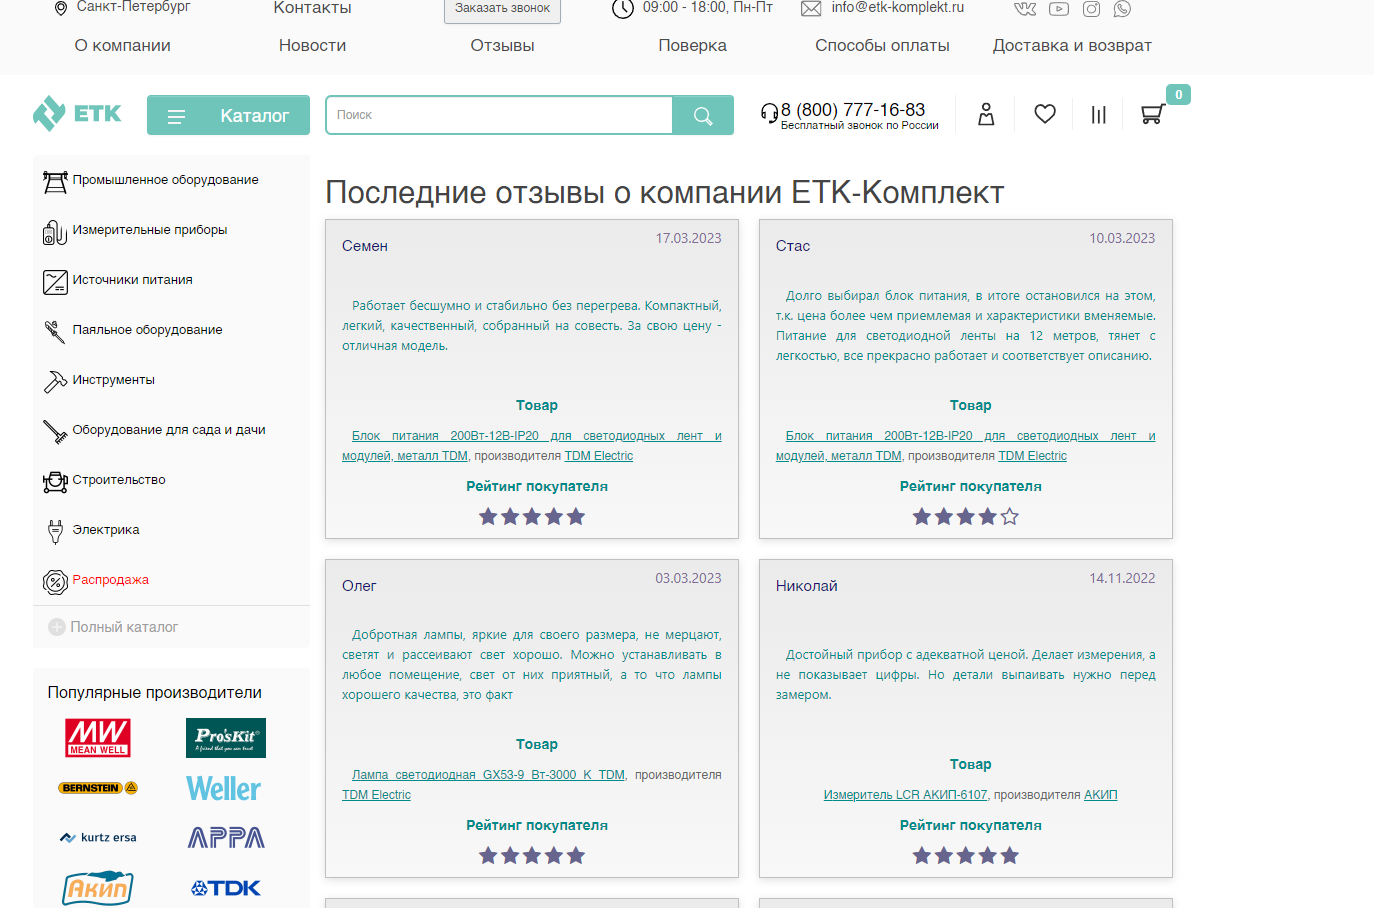 Санкт-Петербург
Контакты
Заказать звонок
09:00 - 18:00, Пн-Пт
info@etk-komplekt.ru
О компании
Новости
Отзывы
Поверка
Способы оплаты
Доставка и возврат
ETK
Каталог
Поиск
8 (800) 777-16-83
Бесплатный звонок по России
0
Промышленное оборудование
Измерительные приборы
Источники питания
Паяльное оборудование
Инструменты
Оборудование для сада и дачи
Строительство
Электрика
Распродажа
Полный каталог
Популярные производители
MW
MEAN WELL
Pro'sKit®
A friend that you can trust
BERNSTEIN
Weller
kurtz ersa
APPA
Акип
TDK
Последние отзывы о компании ЕТК-Комплект
Семен
17.03.2023
Работает бесшумно и стабильно без перегрева. Компактный,
легкий, качественный, собранный на совесть. За свою цену -
отличная модель.
Товар
Блок питания 200Вт-12В-IP20 для светодиодных лент и
модулей, металл TDM, производителя TDM Electric
Рейтинг покупателя
Стас
10.03.2023
Долго выбирал блок питания, в итоге остановился на этом,
т.к. цена более чем приемлемая и характеристики вменяемые.
Питание для светодиодной ленты на 12 метров, тянет с
легкостью, все прекрасно работает и соответствует описанию.
Товар
Блок питания 200Вт-12В-IP20 для светодиодных лент и
модулей, металл TDM, производителя TDM Electric
Рейтинг покупателя
Олег
03.03.2023
Добротная лампы, яркие для своего размера, не мерцают,
светят и рассеивают свет хорошо. Можно устанавливать в
любое помещение, свет от них приятный, а то что лампы
хорошего качества, это факт
Товар
Лампа светодиодная GX53-9 Вт-3000 К TDM, производителя
TDM Electric
Рейтинг покупателя
Николай
14.11.2022
Достойный прибор с адекватной ценой. Делает измерения, а
не показывает цифры. Но детали выпаивать нужно перед
замером.
Товар
Измеритель LCR АКИП-6107, производителя АКИП
Рейтинг покупателя